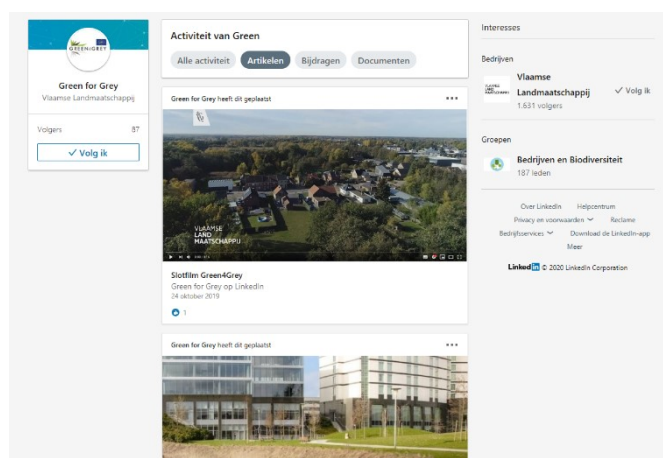 GREEN4GREY
Green for Grey
Vlaamse Landmaatschappij
Volgers 87
✓ Volg ik
Activiteit van Green
Alle activiteit Artikelen Bijdragen Documenten
Green for Grey heeft dit geplaatst
VLAAMSE
LAND
MAATSCHAPPIJ
Slotfilm Green4Grey
Green for Grey op LinkedIn
24 oktober 2019
1
Green for Grey heeft dit geplaatst
Interesses
Bedrijven
Vlaamse
Landmaatschappij
✓ Volg ik
1.631 volgers
Groepen
Bedrijven en Biodiversiteit
187 leden
Over LinkedIn Helpcentrum
Privacy en voorwaarden Reclame
Bedrijfsservices Download de LinkedIn-app
Meer
LinkedIn © 2020 LinkedIn Corporation